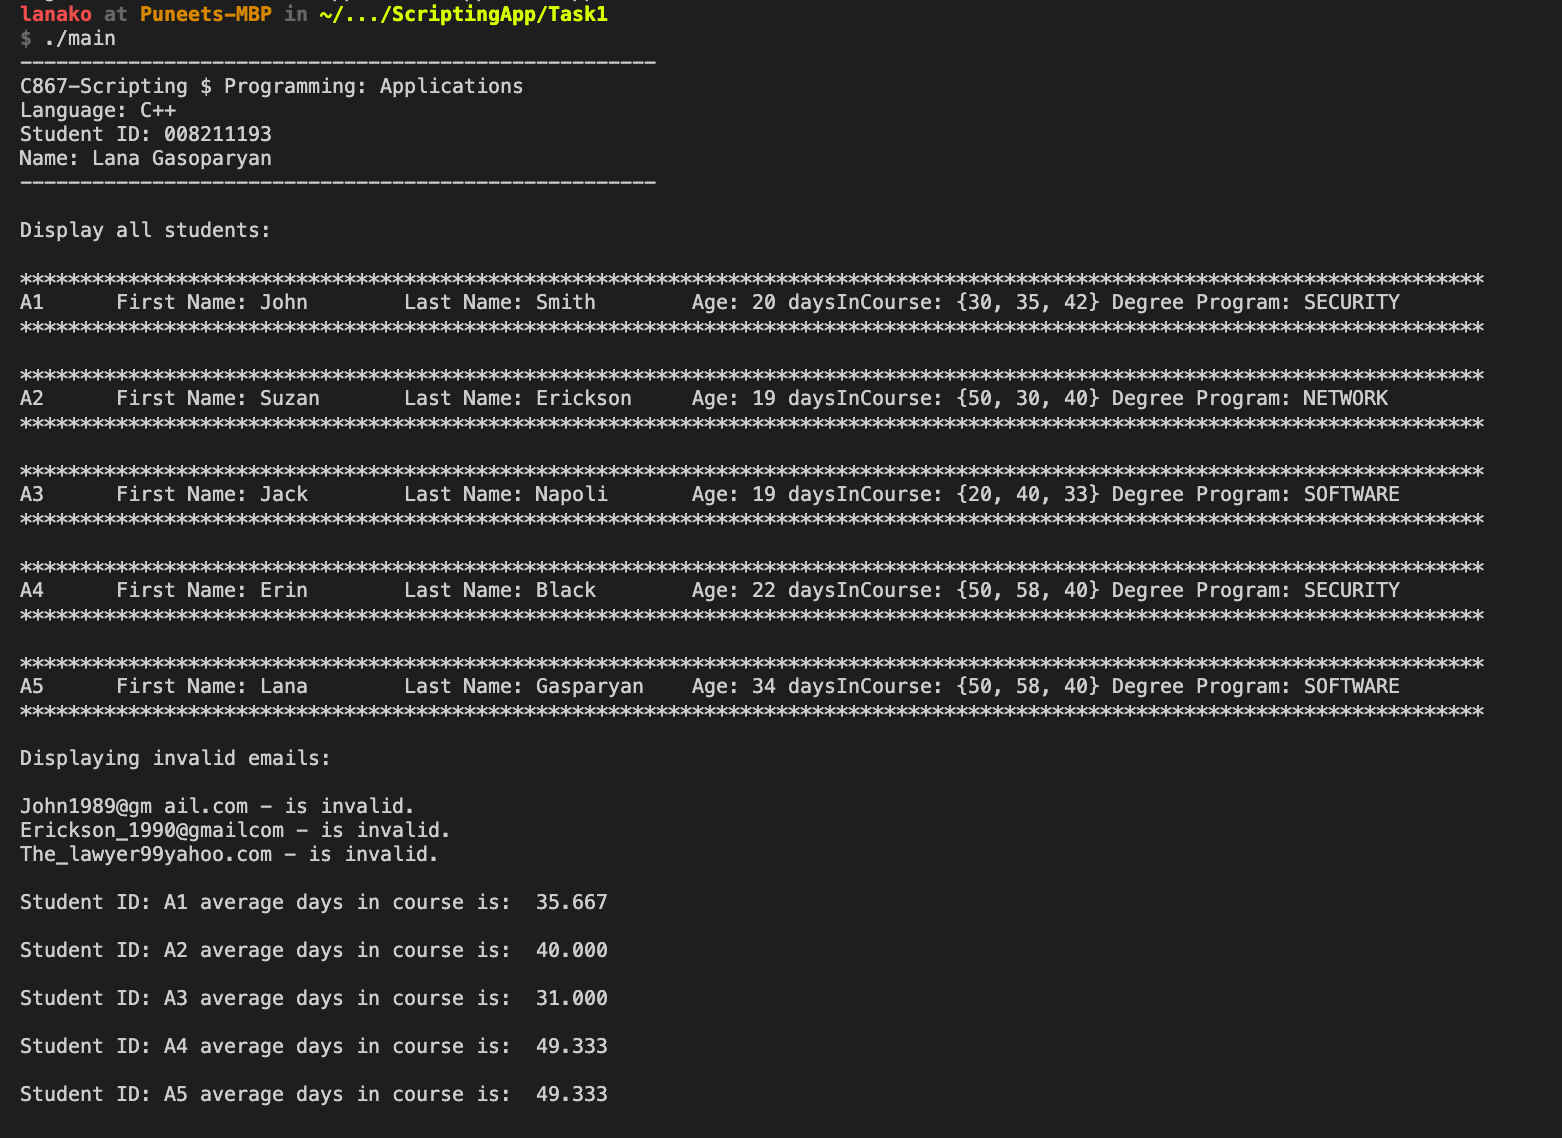 lanako at Puneets-MBP in ~/.../ScriptingApp/Task1
$ ./main
-----------------------------------------------------
C867-Scripting $ Programming: Applications
Language: C++
Student ID: 008211193
Name: Lana Gasoparyan
-----------------------------------------------------
Display all students:
**************************************************************************************************************************
A1      First Name: John        Last Name: Smith        Age: 20 daysInCourse: {30, 35, 42} Degree Program: SECURITY
**************************************************************************************************************************
**************************************************************************************************************************
A2      First Name: Suzan       Last Name: Erickson     Age: 19 daysInCourse: {50, 30, 40} Degree Program: NETWORK
**************************************************************************************************************************
**************************************************************************************************************************
A3      First Name: Jack        Last Name: Napoli       Age: 19 daysInCourse: {20, 40, 33} Degree Program: SOFTWARE
**************************************************************************************************************************
**************************************************************************************************************************
A4      First Name: Erin        Last Name: Black        Age: 22 daysInCourse: {50, 58, 40} Degree Program: SECURITY
**************************************************************************************************************************
**************************************************************************************************************************
A5      First Name: Lana        Last Name: Gasparyan    Age: 34 daysInCourse: {50, 58, 40} Degree Program: SOFTWARE
**************************************************************************************************************************
Displaying invalid emails:
John1989@gm ail.com - is invalid.
Erickson_1990@gmailcom - is invalid.
The_lawyer99yahoo.com - is invalid.
Student ID: A1 average days in course is:  35.667
Student ID: A2 average days in course is:  40.000
Student ID: A3 average days in course is:  31.000
Student ID: A4 average days in course is:  49.333
Student ID: A5 average days in course is:  49.333